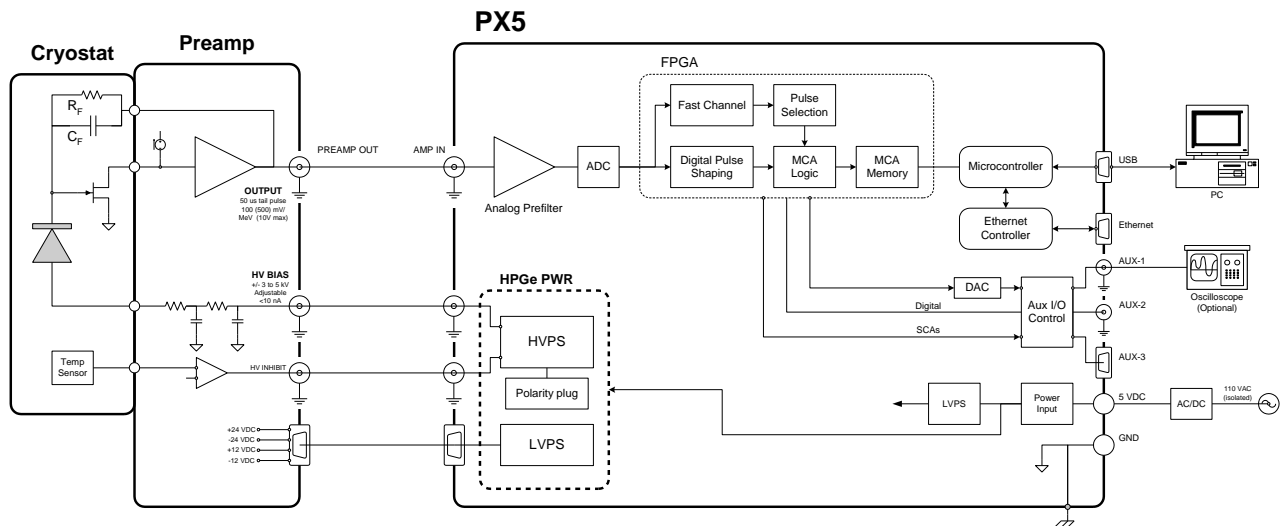 PX5
Cryostat
Preamp
FPGA
R_F
C_F
Fast Channel
Pulse
Selection
PREAMP OUT
AMP IN
ADC
Digital Pulse
Shaping
MCA
Logic
MCA
Memory
Microcontroller
USB
PC
OUTPUT
50 us tail pulse
100 (500) mV/
MeV (10V max)
Analog Prefilter
Ethernet
Controller
Ethernet
HV BIAS
+/- 3 to 5 kV
Adjustable
<10 nA
HPGe PWR
HVPS
Polarity plug
LVPS
DAC
Digital
SCAs
Aux I/O
Control
AUX-1
AUX-2
AUX-3
Oscilloscope
(Optional)
Temp
Sensor
HV INHIBIT
+24 VDC
-24 VDC
+12 VDC
-12 VDC
LVPS
Power
Input
5 VDC
AC/DC
110 VAC
(isolated)
GND